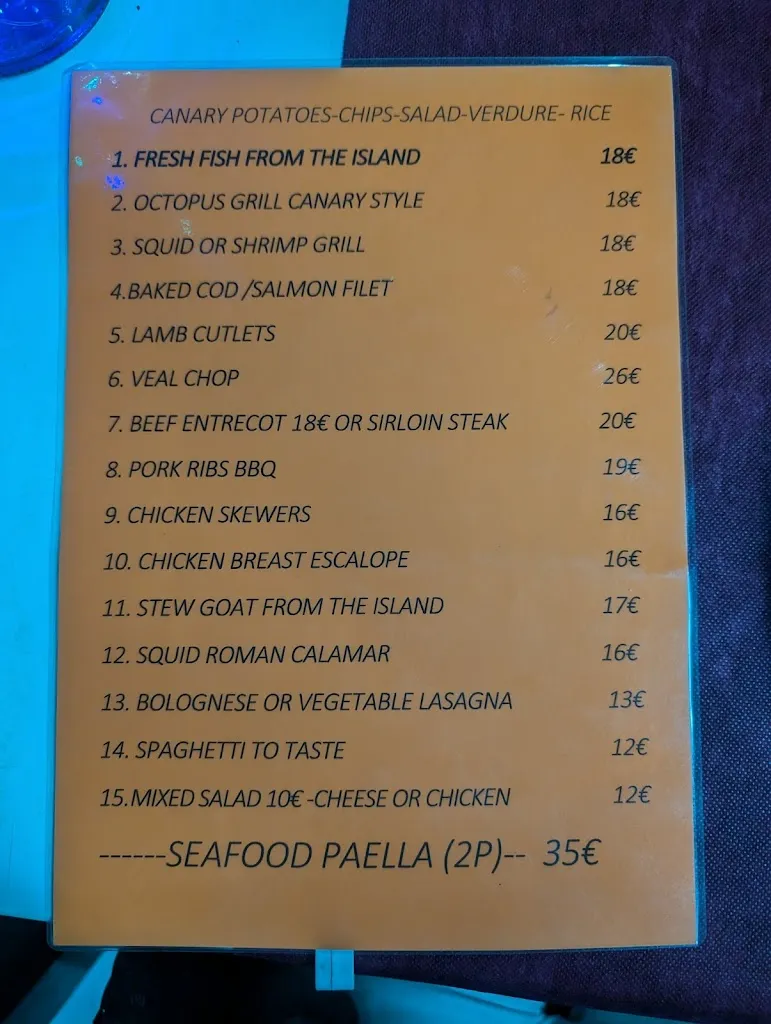 CANARY POTATOES-CHIPS-SALAD-VERDURE- RICE
1. FRESH FISH FROM THE ISLAND 18€
2. OCTOPUS GRILL CANARY STYLE 18€
3. SQUID OR SHRIMP GRILL 18€
4.BAKED COD /SALMON FILET 18€
5. LAMB CUTLETS 20€
6. VEAL CHOP 26€
7. BEEF ENTRECOT 18€ OR SIRLOIN STEAK 20€
8. PORK RIBS BBQ 19€
9. CHICKEN SKEWERS 16€
10. CHICKEN BREAST ESCALOPE 16€
11. STEW GOAT FROM THE ISLAND 17€
12. SQUID ROMAN CALAMAR 16€
13. BOLOGNESE OR VEGETABLE LASAGNA 13€
14. SPAGHETTI TO TASTE 12€
15.MIXED SALAD 10€ -CHEESE OR CHICKEN 12€
------SEAFOOD PAELLA (2P)-- 35€